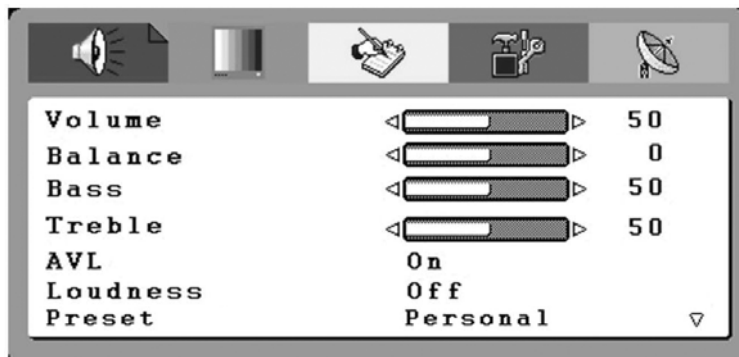 Volume 50
Balance 0
Bass 50
Treble 50
AVL On
Loudness Off
Preset Personal